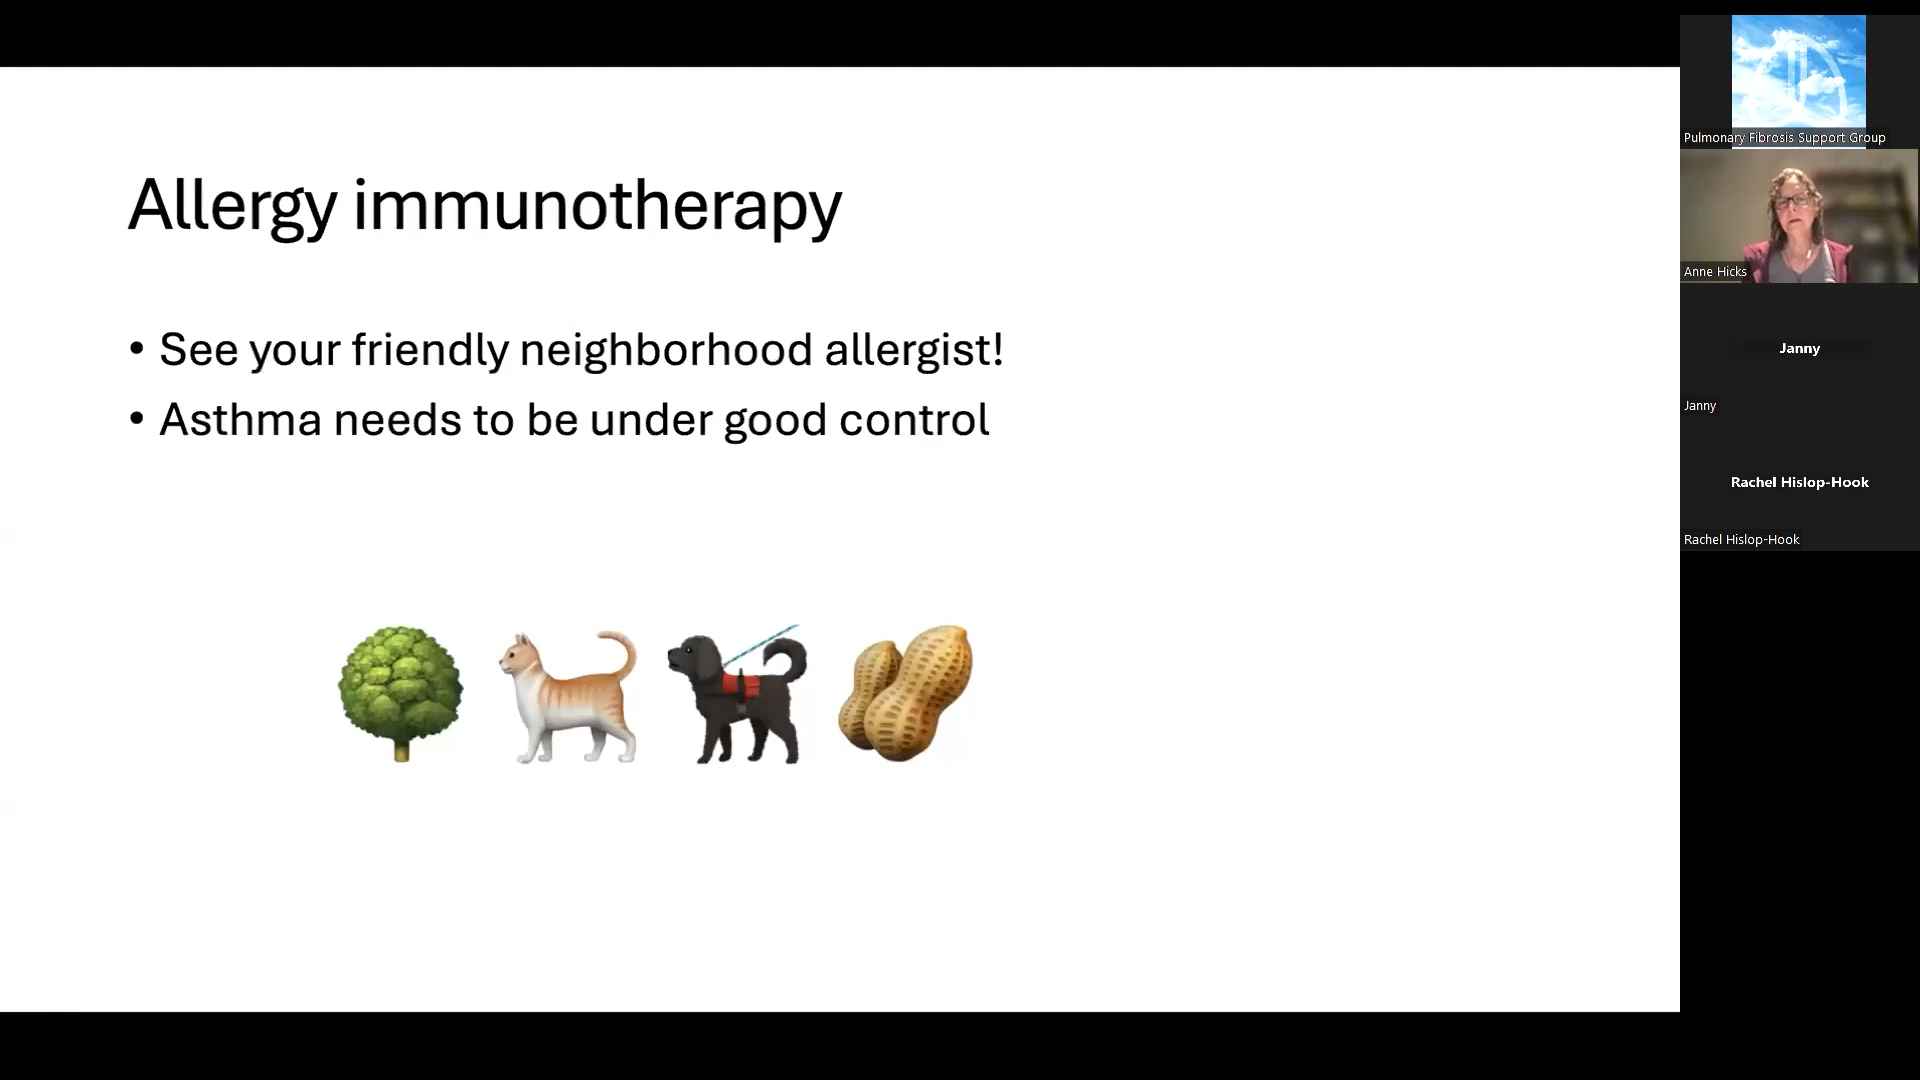 Allergy immunotherapy
• See your friendly neighborhood allergist!
• Asthma needs to be under good control
Pulmonary Fibrosis Support Group
Anne Hicks
Janny
Janny
Rachel Hislop-Hook
Rachel Hislop-Hook